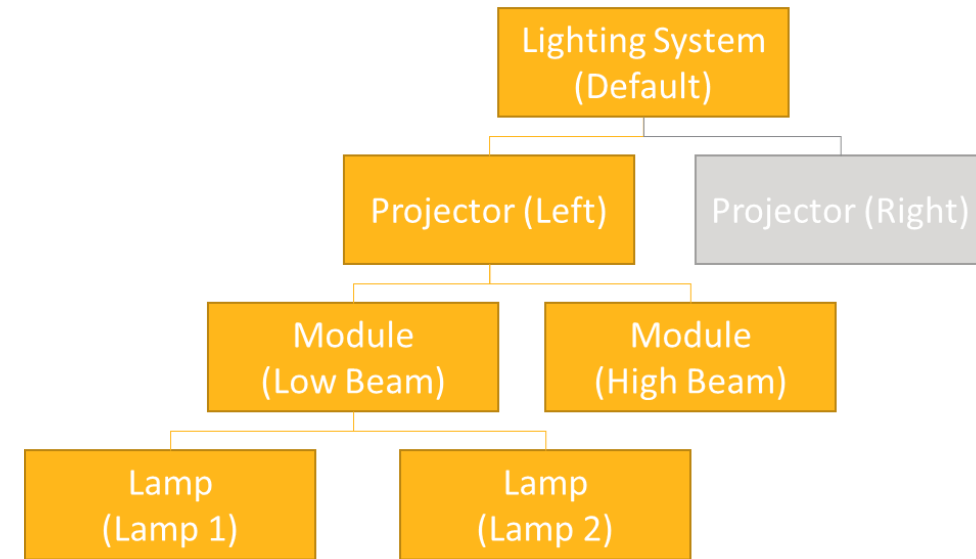 Lighting System
(Default)
Projector (Left)
Projector (Right)
Module
(Low Beam)
Module
(High Beam)
Lamp
(Lamp 1)
Lamp
(Lamp 2)